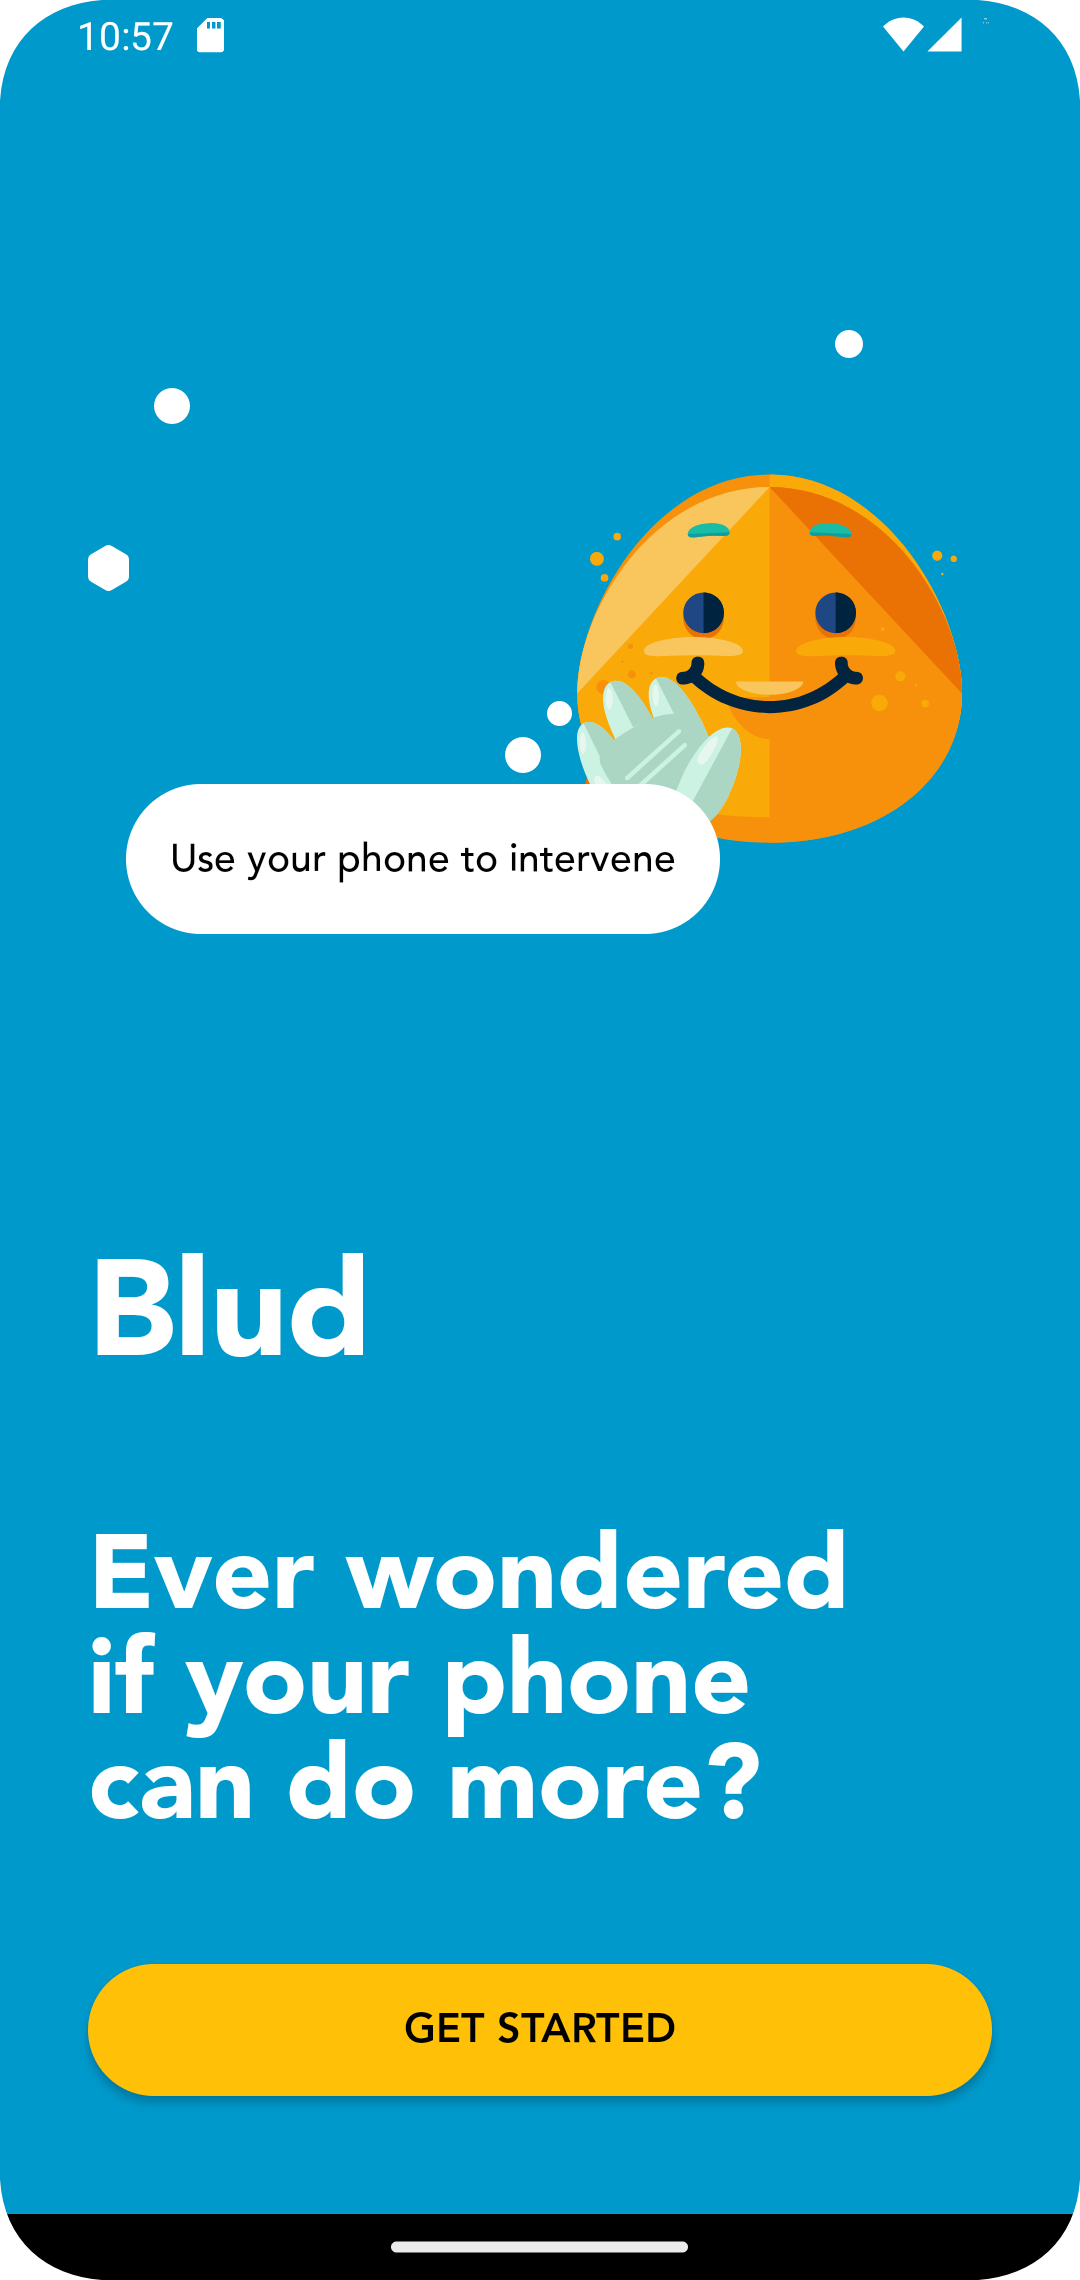 10:57
Use your phone to intervene
Blud
Ever wondered
if your phone
can do more?
GET STARTED